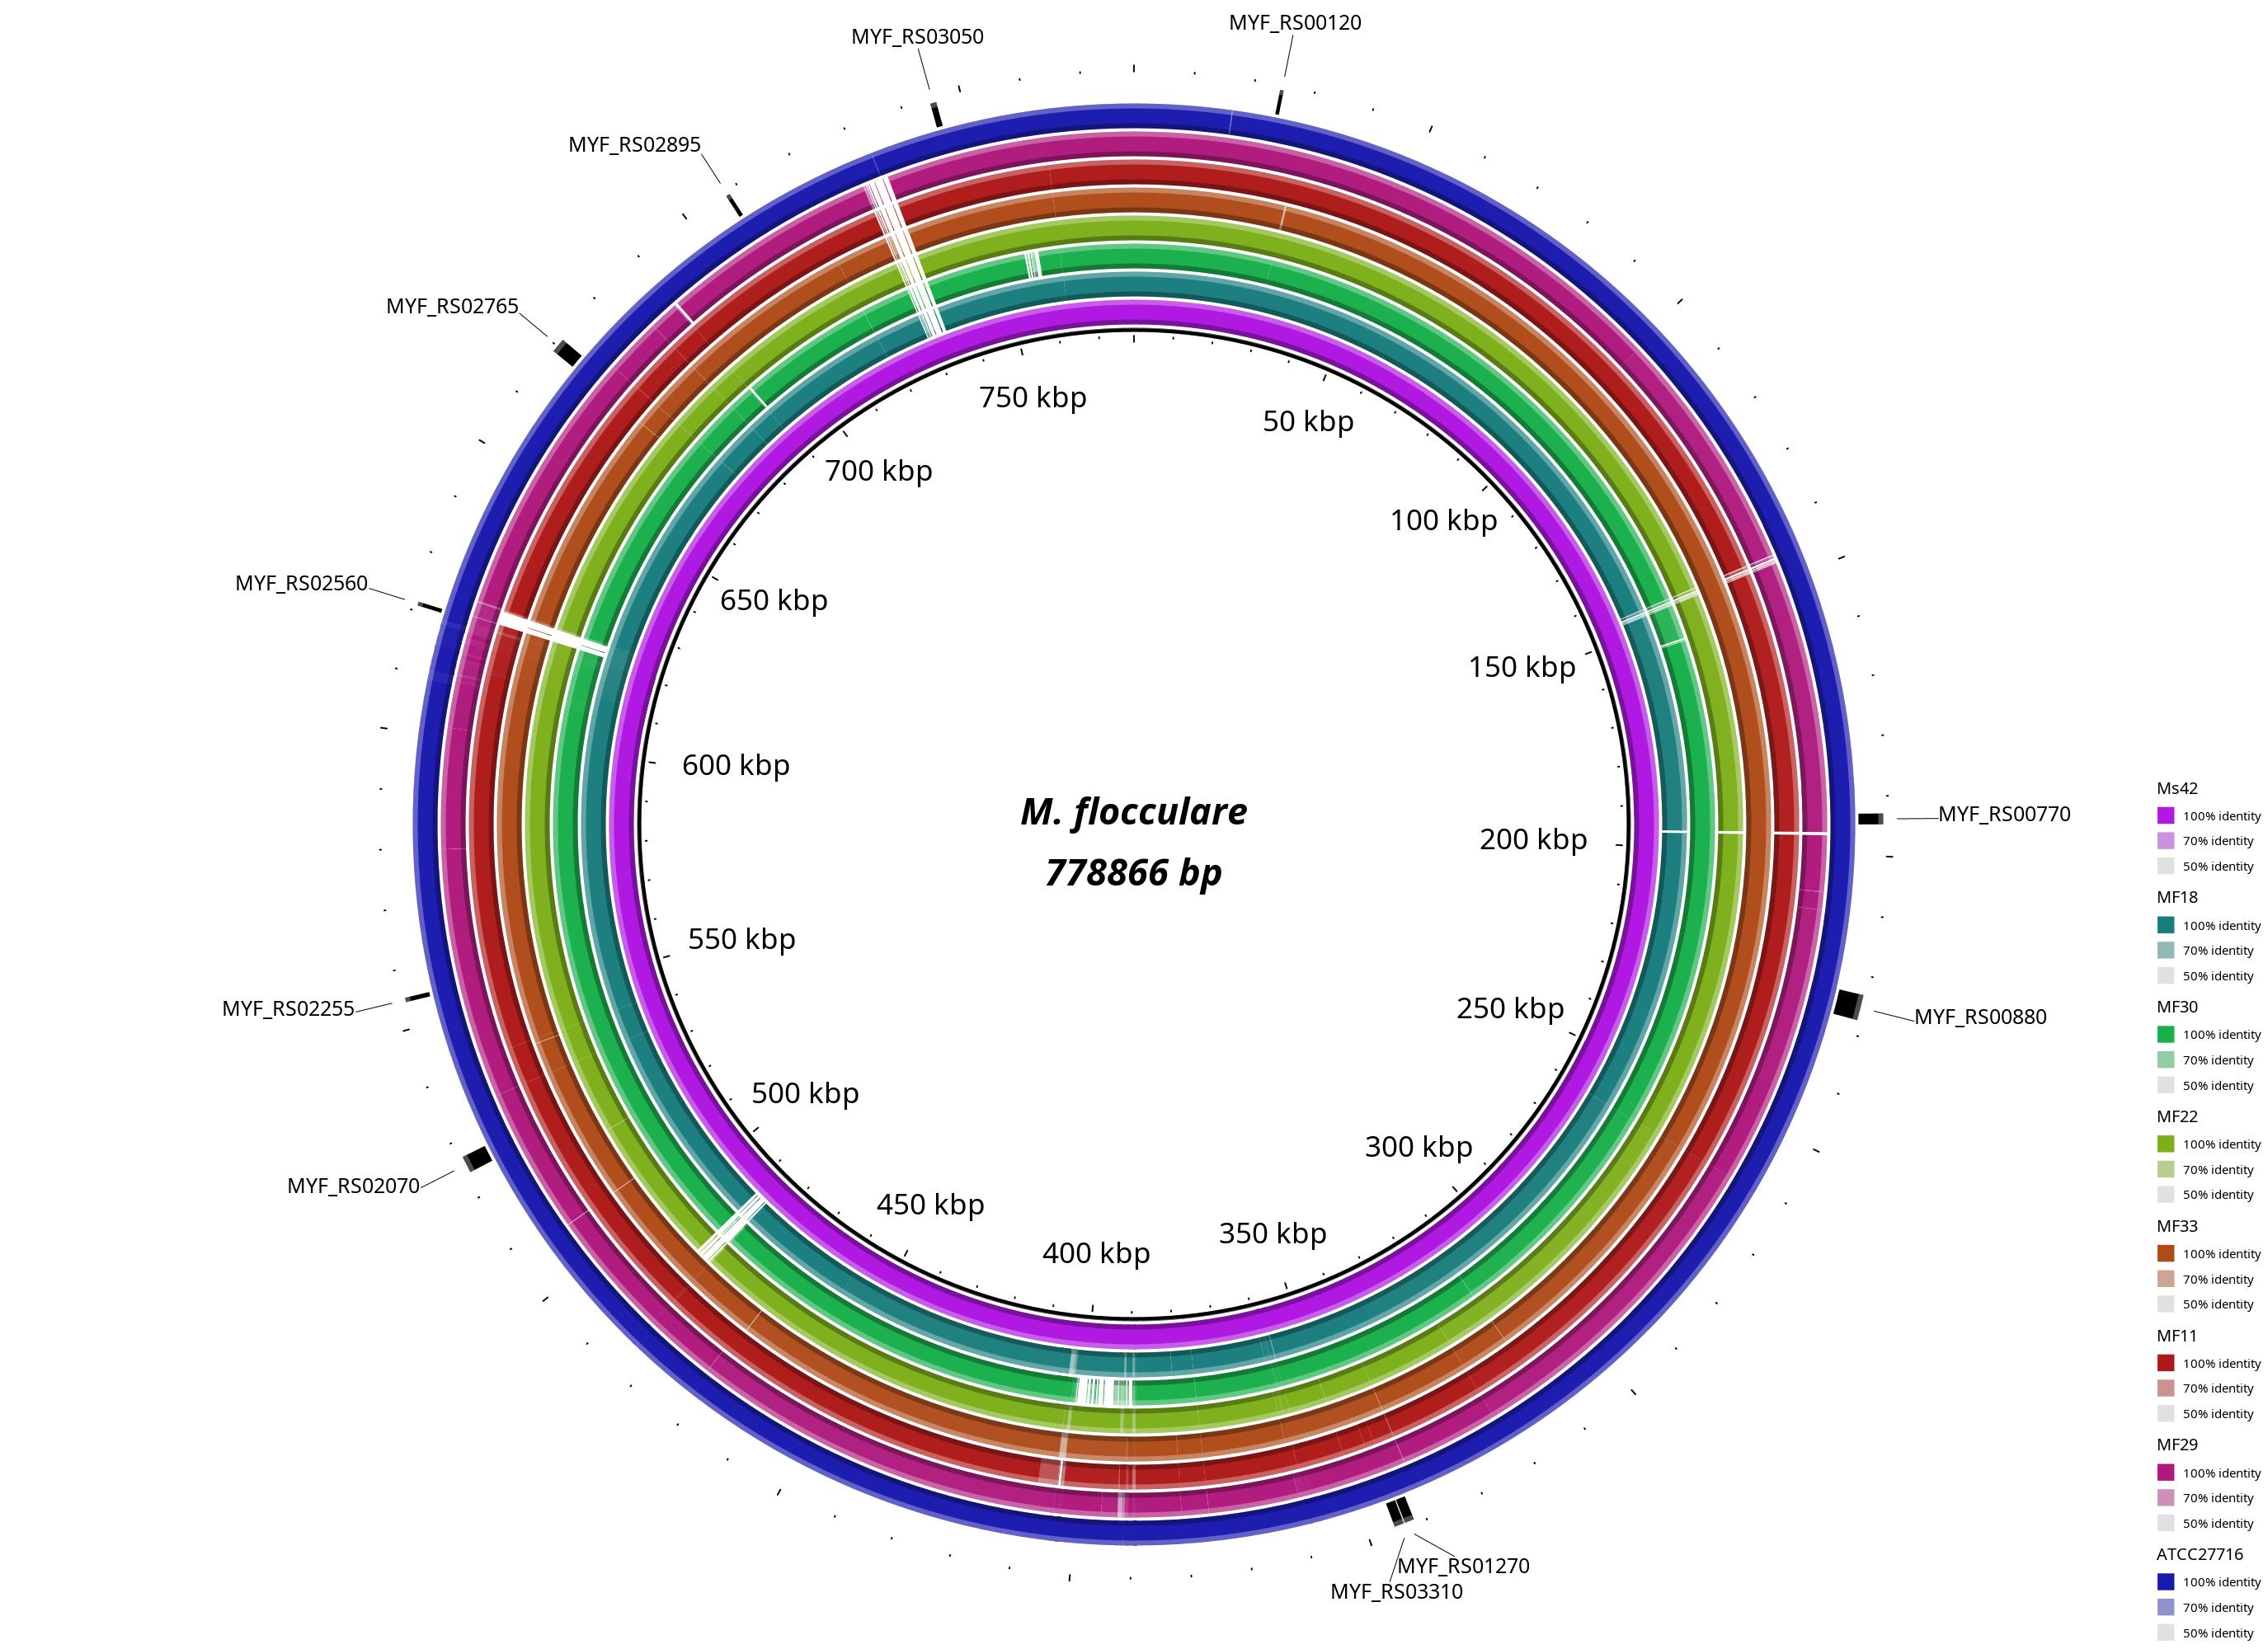 MYF_RS00120
MYF_RS03050
MYF_RS02895
MYF_RS02765
MYF_RS02560
MYF_RS02255
MYF_RS02070
MYF_RS00770
MYF_RS00880
MYF_RS01270
MYF_RS03310
750 kbp
50 kbp
700 kbp
100 kbp
650 kbp
150 kbp
600 kbp
200 kbp
550 kbp
250 kbp
500 kbp
300 kbp
450 kbp
350 kbp
400 kbp
M. flocculare
778866 bp
Ms42
100% identity
70% identity
50% identity
MF18
100% identity
70% identity
50% identity
MF30
100% identity
70% identity
50% identity
MF22
100% identity
70% identity
50% identity
MF33
100% identity
70% identity
50% identity
MF11
100% identity
70% identity
50% identity
MF29
100% identity
70% identity
50% identity
ATCC27716
100% identity
70% identity
50% identity